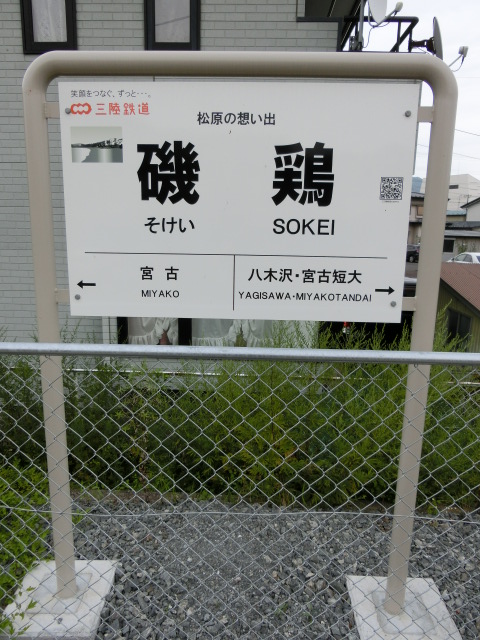 笑顔をつなぐ、ずっと・・・。
三陸鉄道
松原の想い出
磯鶏
そけい SOKEI
宮古 八木沢・宮古短大
MIYAKO YAGISAWA-MIYAKOTANDAI